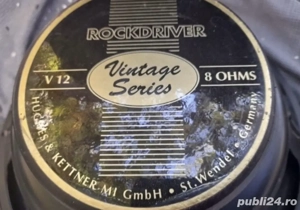 ROCKDRIVER
V 12
Vintage
Series
8 OHMS
HUGHES & KETTNER-MI GmbH • St. Wendel • Germany
publi24.ro